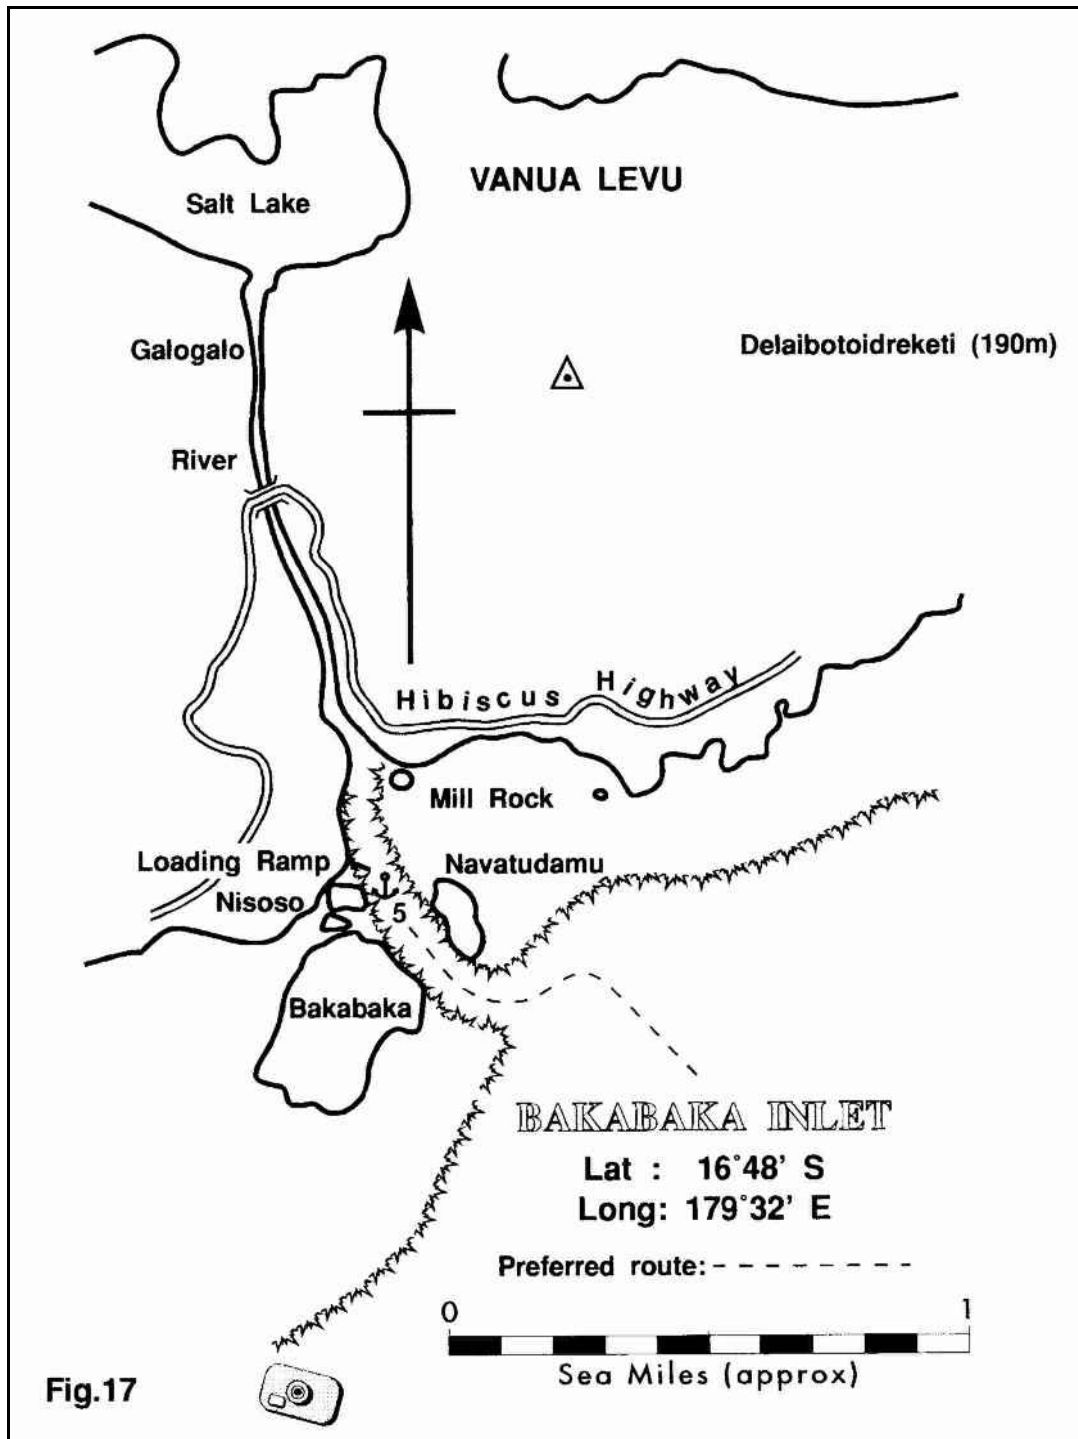 VANUA LEVU
Salt Lake
Galogalo
Delaibotoidreketi (190m)
River
Hibiscus Highway
Mill Rock
Loading Ramp
Navatudamu
Nisoso
5
Bakabaka
BAKABAKA INLET
Lat : 16°48' S
Long: 179°32' E
Preferred route:
0 1
Sea Miles (approx)
Fig.17